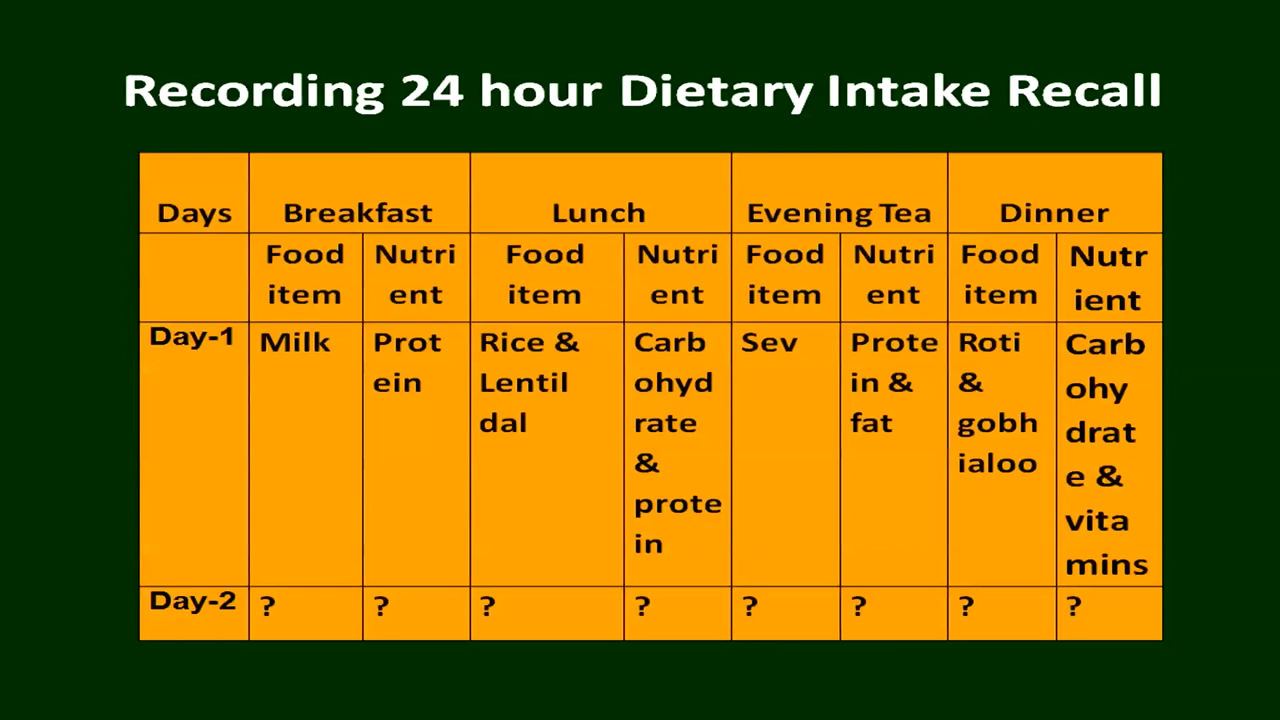 Recording 24 hour Dietary Intake Recall
Days Breakfast Lunch Evening Tea Dinner
Food item Nutri ent Food item Nutri ent Food item Nutri ent Food item Nutr ient
Day-1 Milk Prot ein Rice & Lentil dal Carb ohyd rate & prote in Sev Prote in & fat Roti & gobh ialoo Carb ohy drat e & vita mins
Day-2 ? ? ? ? ? ? ? ?